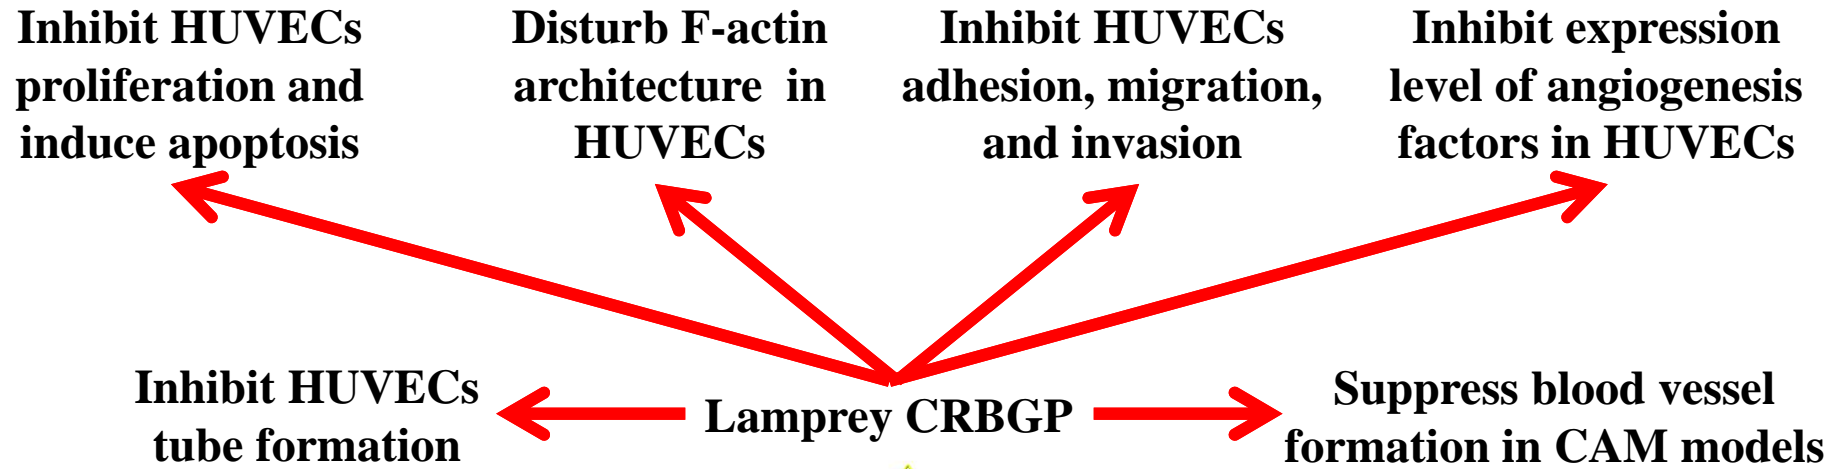 Inhibit HUVECs
proliferation and
induce apoptosis
Disturb F-actin
architecture in
HUVECs
Inhibit HUVECs
adhesion, migration,
and invasion
Inhibit expression
level of angiogenesis
factors in HUVECs
Inhibit HUVECs
tube formation
Lamprey CRBGP
Suppress blood vessel
formation in CAM models